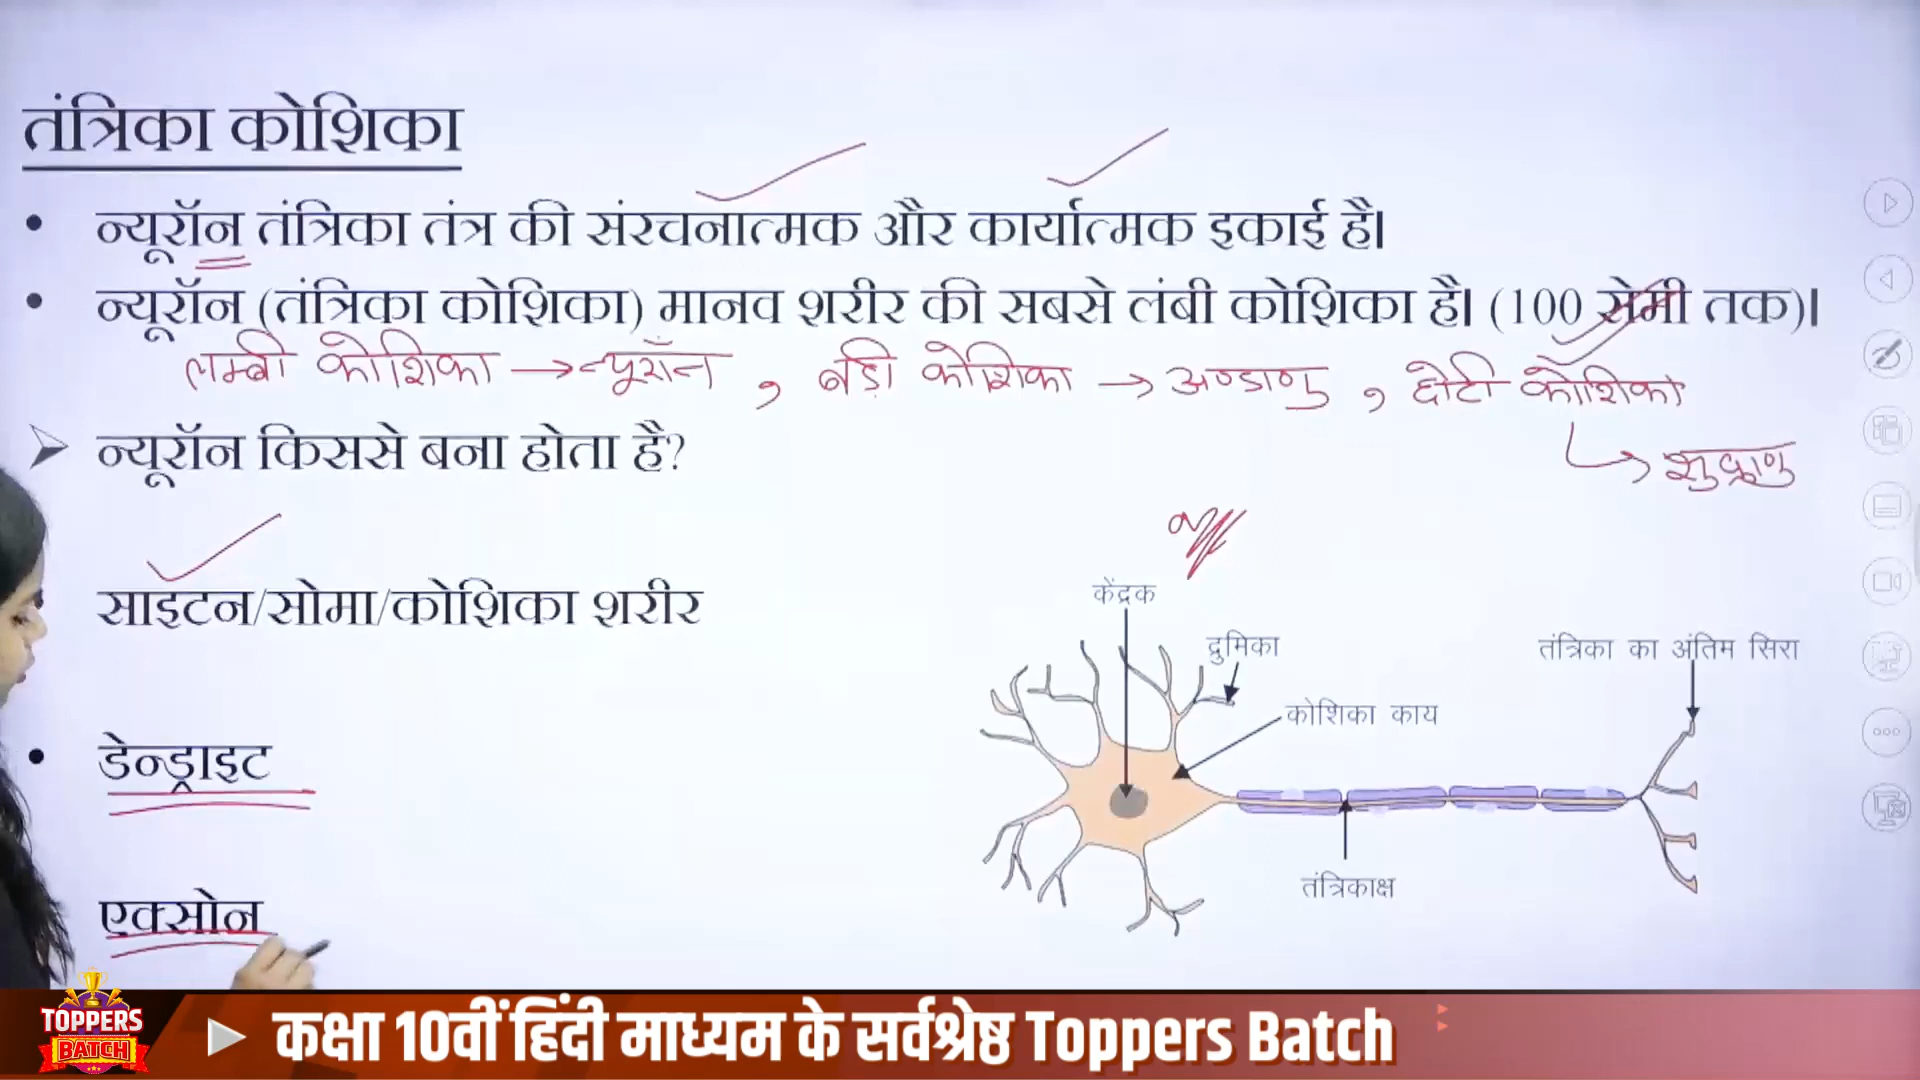 तंत्रिका कोशिका
• न्यूरॉन तंत्रिका तंत्र की संरचनात्मक और कार्यात्मक इकाई है।
• न्यूरॉन (तंत्रिका कोशिका) मानव शरीर की सबसे लंबी कोशिका है। (100 सेमी तक)।
लम्बी कोशिका → न्यूरॉन , बड़ी कोशिका → अण्डाणु , छोटी कोशिका
↳ शुक्राणु
➢ न्यूरॉन किससे बना होता है?
साइटन/सोमा/कोशिका शरीर
• डेन्ड्राइट
एक्सोन
केंद्रक
द्रुमिका
तंत्रिका का अंतिम सिरा
कोशिका काय
तंत्रिकाक्ष
TOPPERS
BATCH
कक्षा 10वीं हिंदी माध्यम के सर्वश्रेष्ठ Toppers Batch